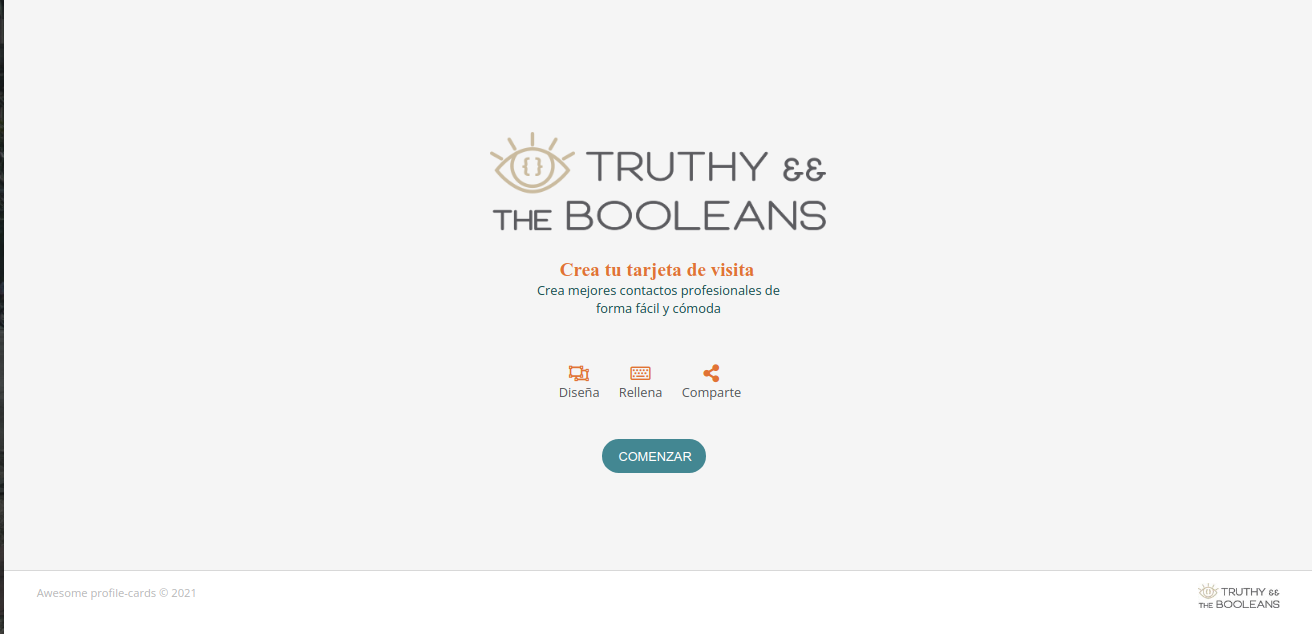 { } TRUTHY &&
THE BOOLEANS
Crea tu tarjeta de visita
Crea mejores contactos profesionales de
forma fácil y cómoda
Diseña Rellena Comparte
COMENZAR
Awesome profile-cards © 2021
TRUTHY &&
THE BOOLEANS